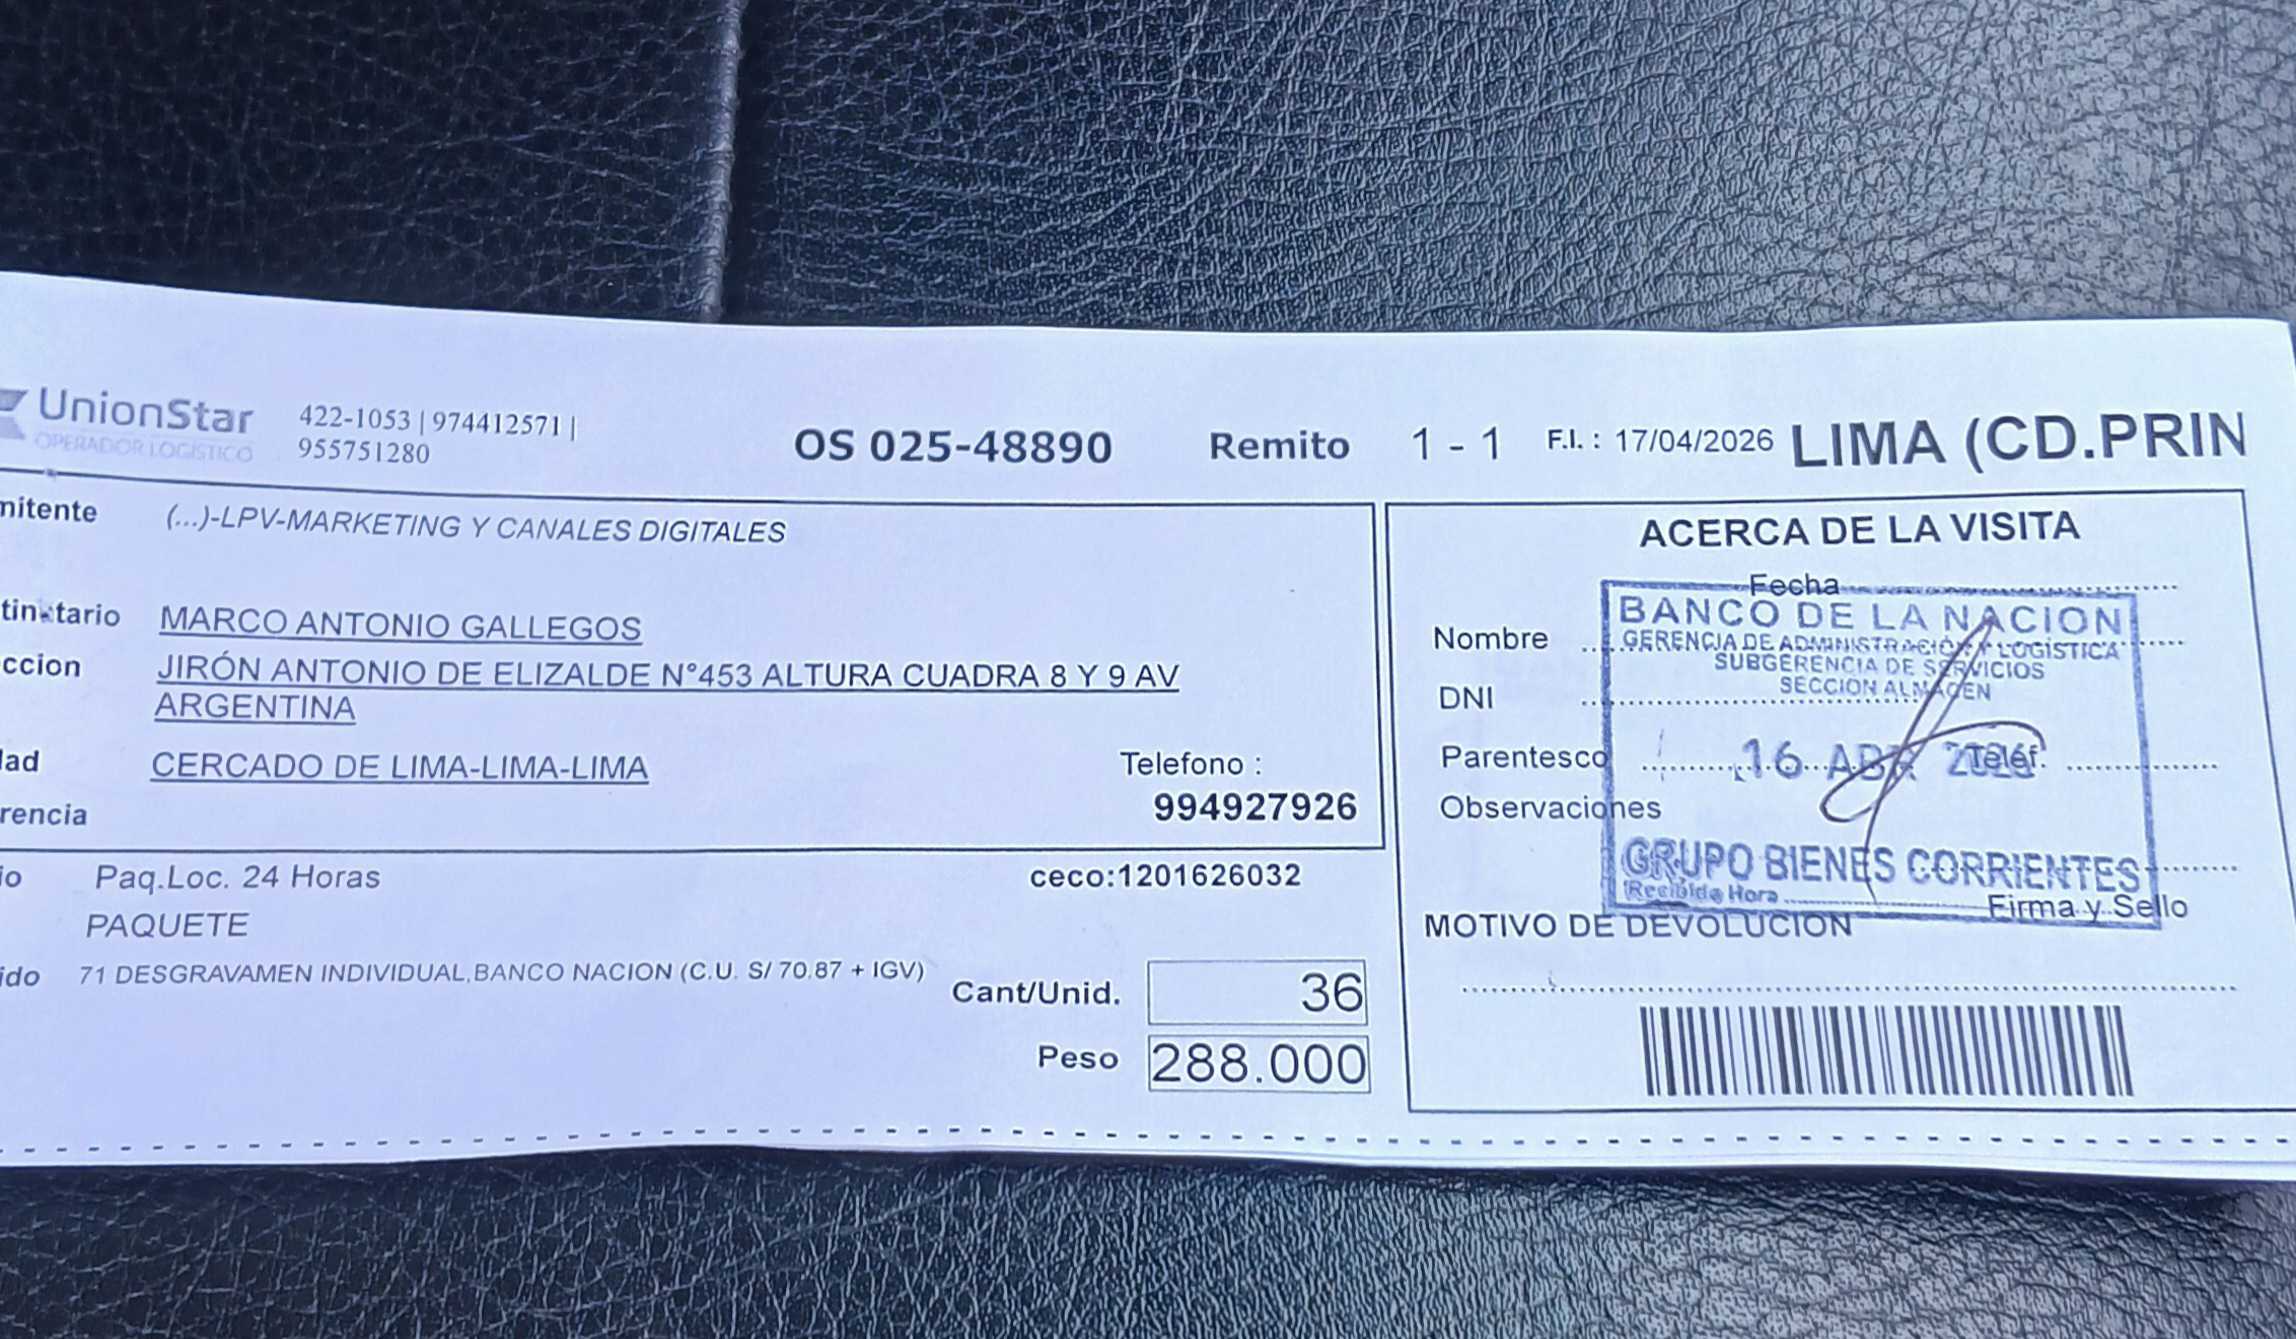 UnionStar
OPERADOR LOGÍSTICO
422-1053 | 974412571 |
955751280
OS 025-48890 Remito 1 - 1 F.I. : 17/04/2026 LIMA (CD.PRIN
mitente (...)-LPV-MARKETING Y CANALES DIGITALES
tinatario MARCO ANTONIO GALLEGOS
ccion JIRÓN ANTONIO DE ELIZALDE N°453 ALTURA CUADRA 8 Y 9 AV
ARGENTINA
dad CERCADO DE LIMA-LIMA-LIMA
Telefono :
994927926
rencia
io Paq.Loc. 24 Horas
ceco:1201626032
PAQUETE
ido 71 DESGRAVAMEN INDIVIDUAL,BANCO NACION (C.U. S/ 70.87 + IGV)
Cant/Unid. 36
Peso 288.000
ACERCA DE LA VISITA
Fecha
Nombre
DNI
Parentesco
Teléf.
Observaciones
Firma y Sello
MOTIVO DE DEVOLUCION
BANCO DE LA NACION
GERENCIA DE ADMINISTRACIÓN Y LOGÍSTICA
SUBGERENCIA DE SERVICIOS
SECCION ALMACEN
16 ABR 2026
GRUPO BIENES CORRIENTES
Recibido Hora